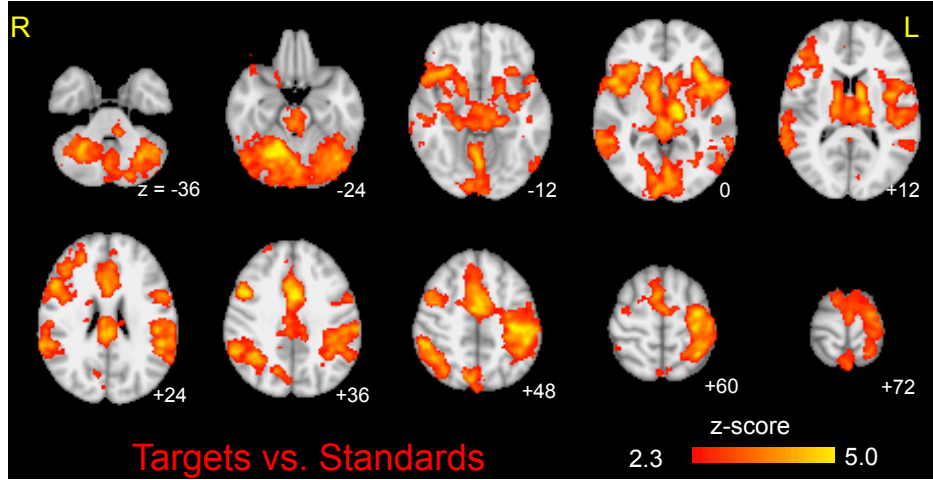 R
L
z = -36
-24
-12
0
+12
+24
+36
+48
+60
+72
Targets vs. Standards
z-score
2.3
5.0